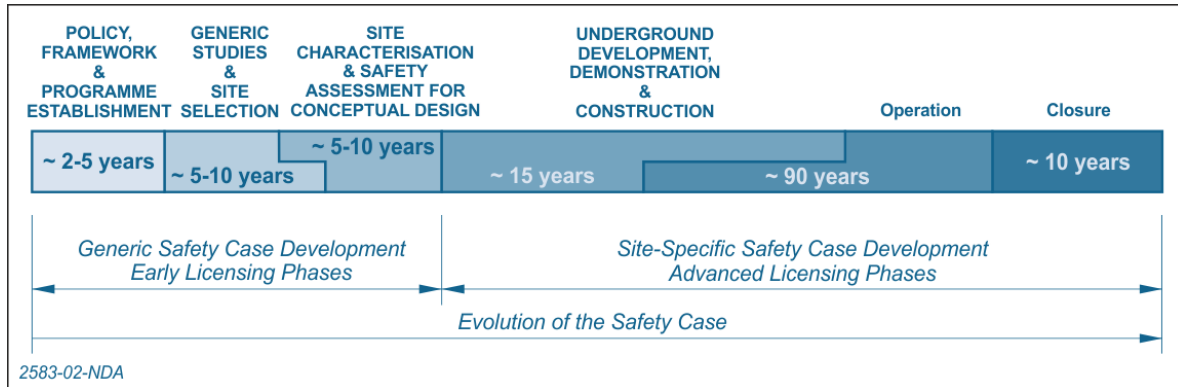 POLICY,
FRAMEWORK
&
PROGRAMME
ESTABLISHMENT
GENERIC
STUDIES
&
SITE
SELECTION
SITE
CHARACTERISATION
& SAFETY
ASSESSMENT FOR
CONCEPTUAL DESIGN
UNDERGROUND
DEVELOPMENT,
DEMONSTRATION
&
CONSTRUCTION
Operation
Closure
~ 2-5 years
~ 5-10 years
~ 5-10 years
~ 15 years
~ 90 years
~ 10 years
Generic Safety Case Development
Early Licensing Phases
Site-Specific Safety Case Development
Advanced Licensing Phases
Evolution of the Safety Case
2583-02-NDA